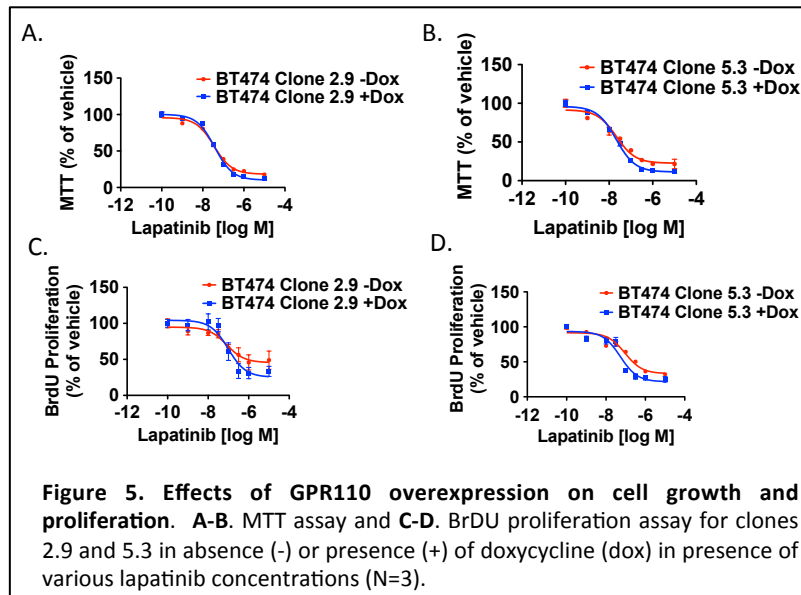 A.
BT474 Clone 2.9 -Dox
BT474 Clone 2.9 +Dox
MTT (% of vehicle)
150
100
50
0
-12 -10 -8 -6 -4
Lapatinib [log M]
B.
BT474 Clone 5.3 -Dox
BT474 Clone 5.3 +Dox
MTT (% of vehicle)
150
100
50
0
-12 -10 -8 -6 -4
Lapatinib [log M]
C.
BT474 Clone 2.9 -Dox
BT474 Clone 2.9 +Dox
BrdU Proliferation
(% of vehicle)
150
100
50
0
-12 -10 -8 -6 -4
Lapatinib [log M]
D.
BT474 Clone 5.3 -Dox
BT474 Clone 5.3 +Dox
BrdU Proliferation
(% of vehicle)
150
100
50
0
-12 -10 -8 -6 -4
Lapatinib [log M]
Figure 5. Effects of GPR110 overexpression on cell growth and
proliferation. A-B. MTT assay and C-D. BrDU proliferation assay for clones
2.9 and 5.3 in absence (-) or presence (+) of doxycycline (dox) in presence of
various lapatinib concentrations (N=3).